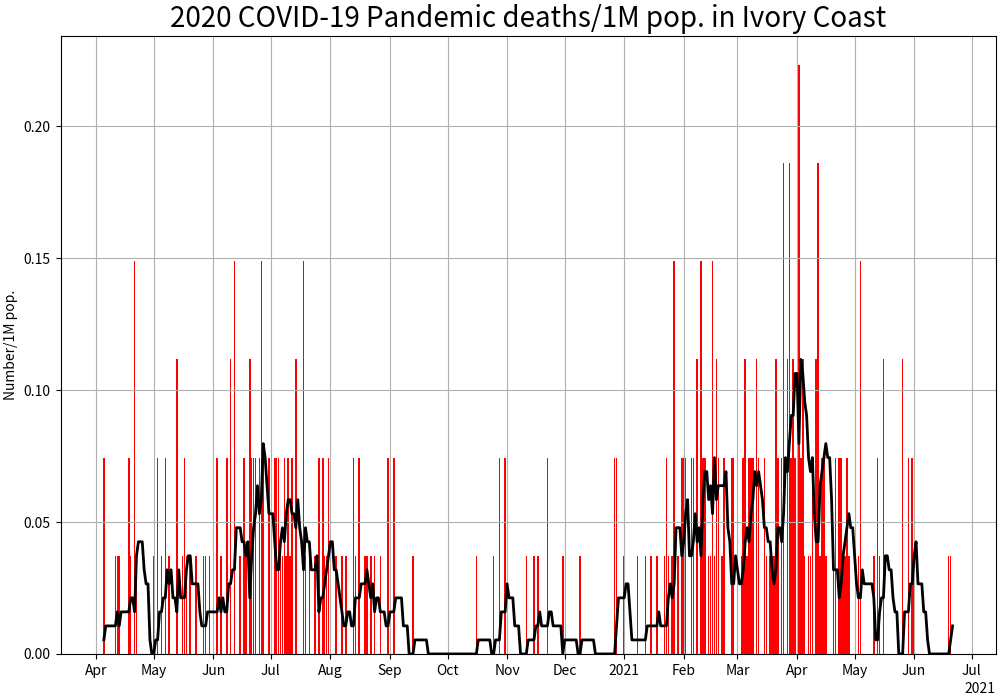 2020 COVID-19 Pandemic deaths/1M pop. in Ivory Coast
Number/1M pop.
0.20
0.15
0.10
0.05
0.00
Apr May Jun Jul Aug Sep Oct Nov Dec 2021 Feb Mar Apr May Jun Jul
2021